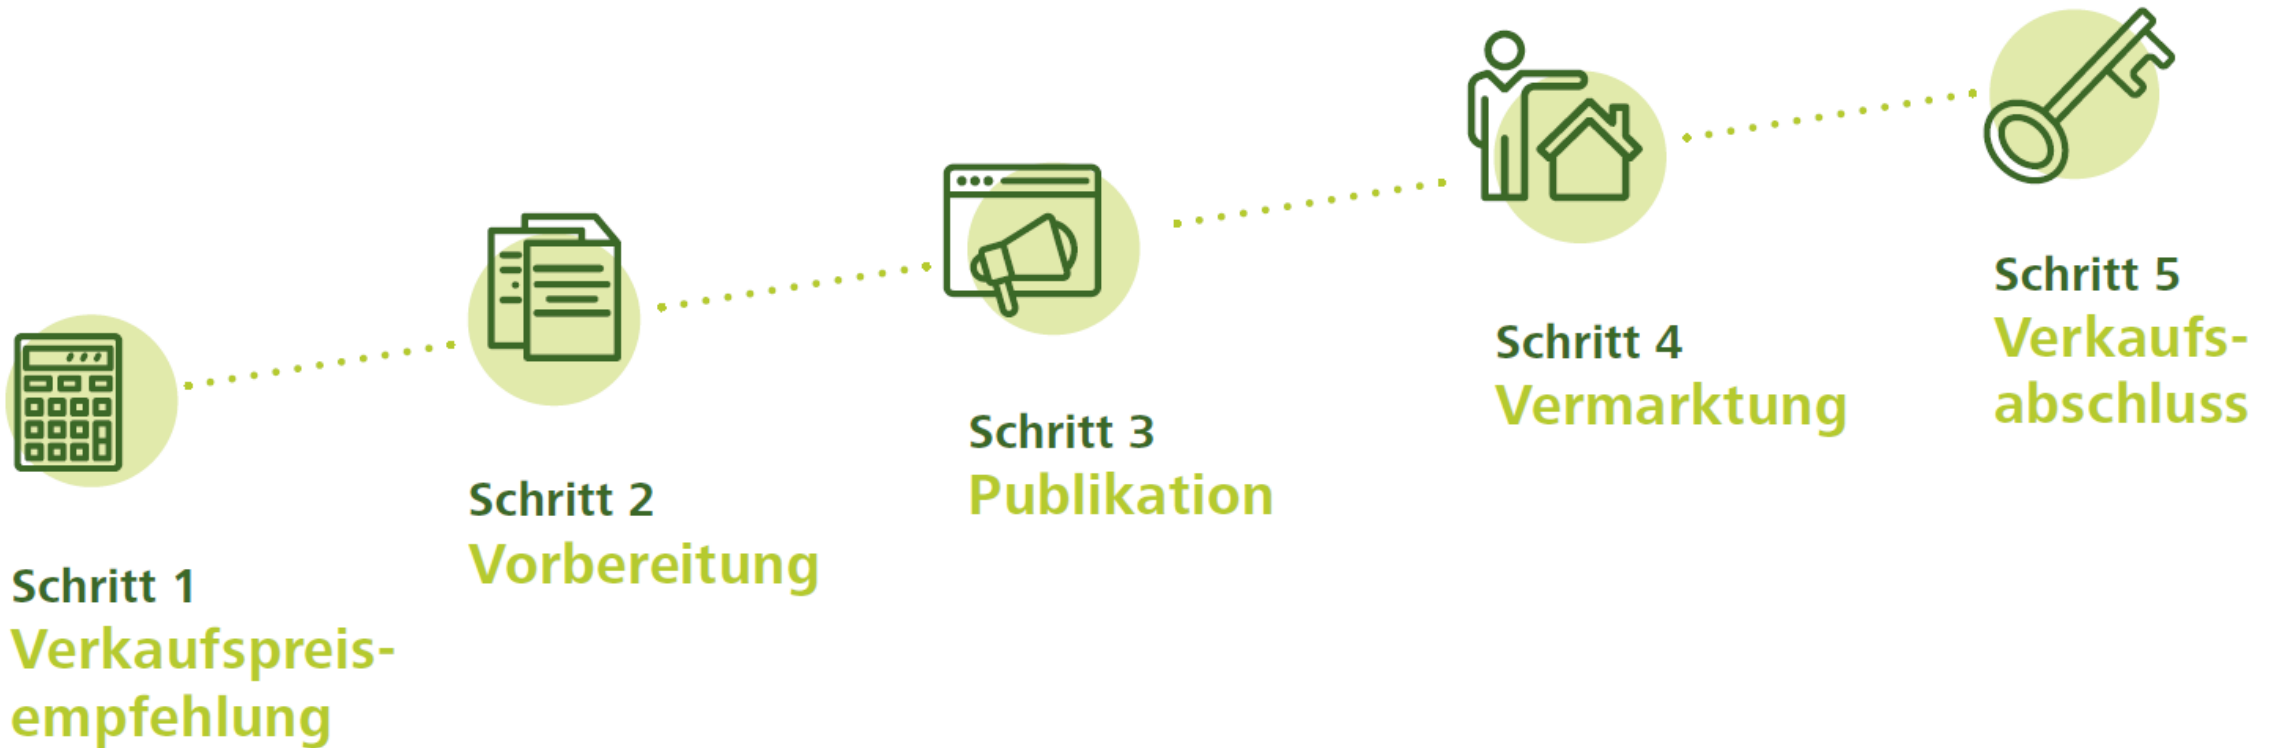 Schritt 1
Verkaufspreis-
empfehlung
Schritt 2
Vorbereitung
Schritt 3
Publikation
Schritt 4
Vermarktung
Schritt 5
Verkaufs-
abschluss